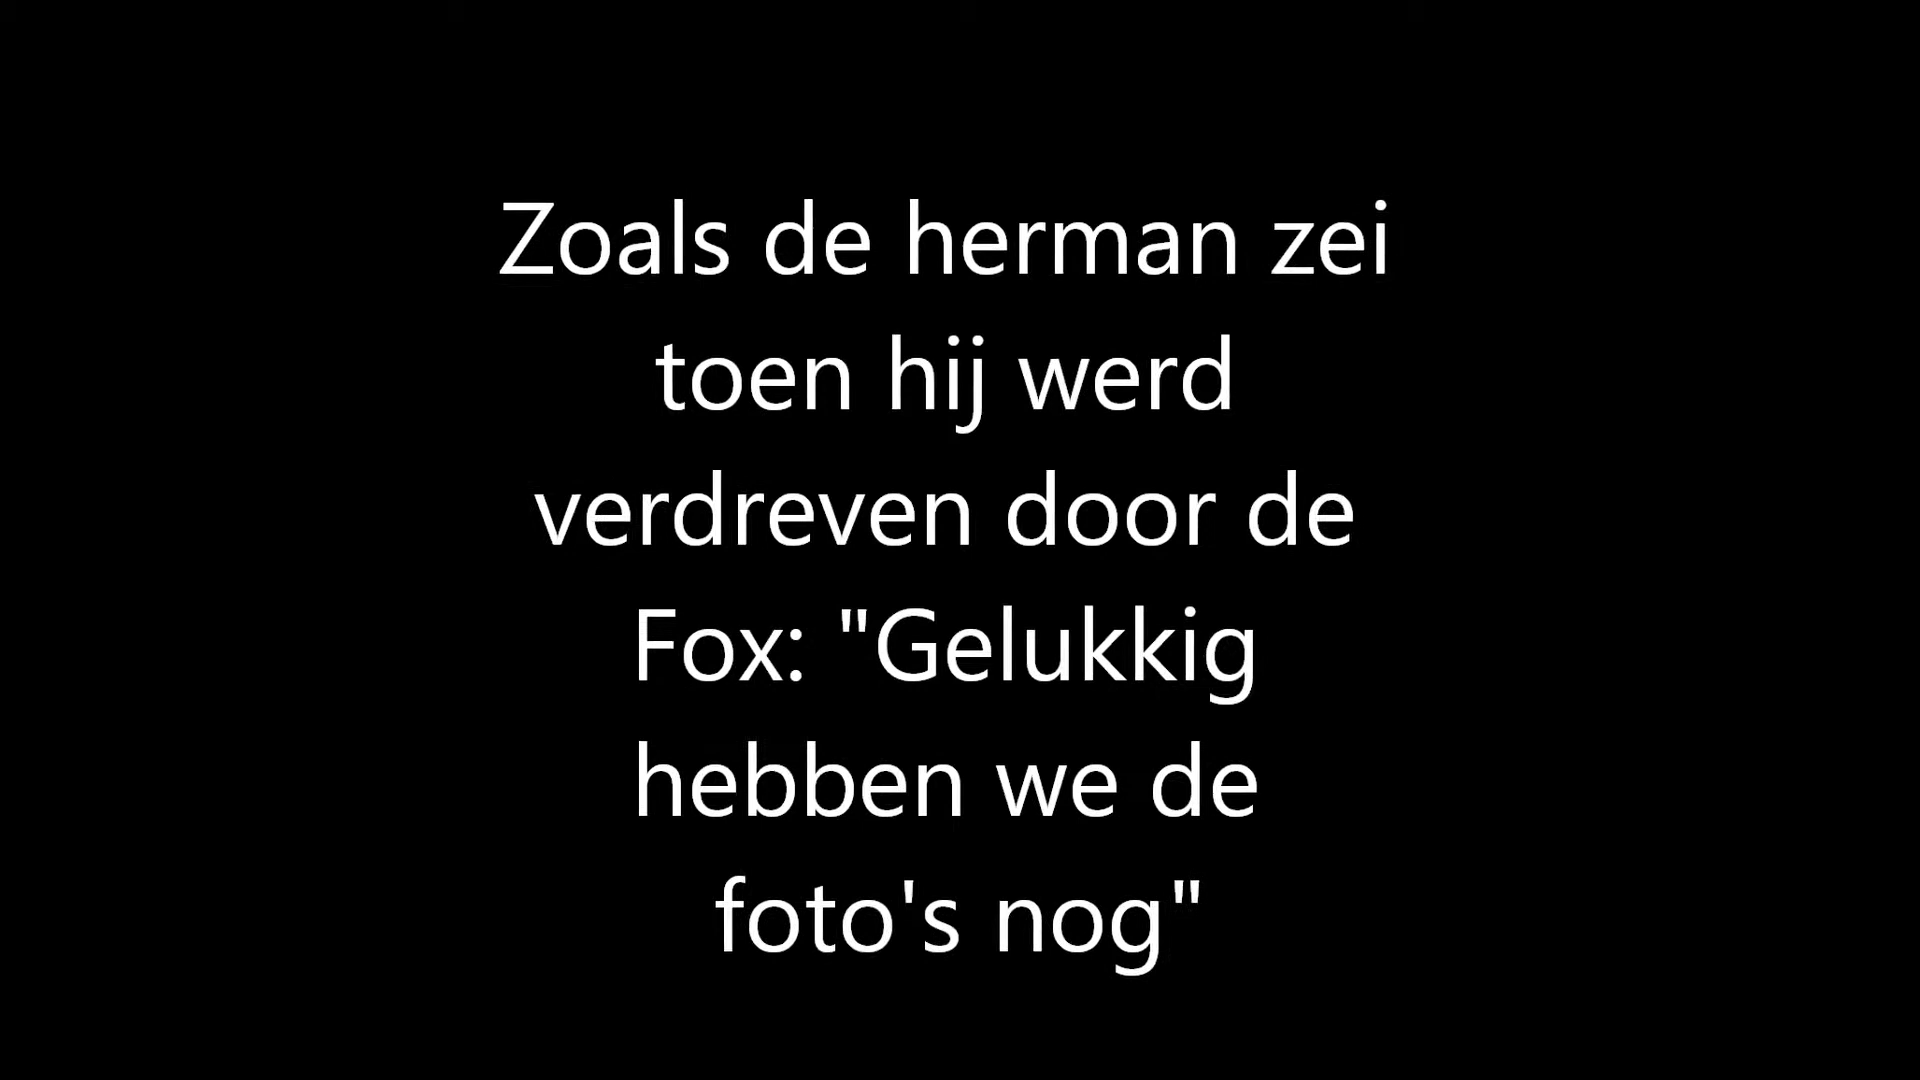 Zoals de herman zei
toen hij werd
verdreven door de
Fox: "Gelukkig
hebben we de
foto's nog"